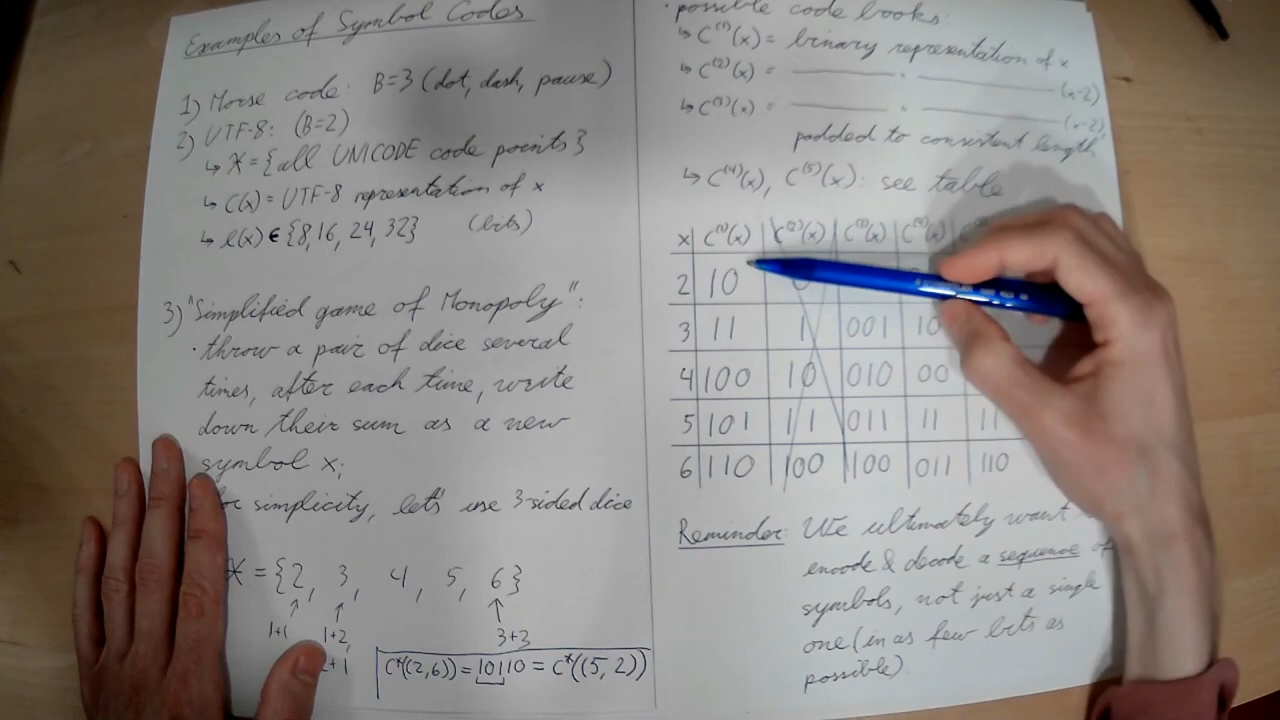 Examples of Symbol Codes
1) Morse code: B=3 (dot, dash, pause)
2) UTF-8: (B=2)
↳ X = {all UNICODE code points}
↳ C(x) = UTF-8 representation of x
↳ l(x) ∈ {8, 16, 24, 32} (bits)
3) "Simplified game of Monopoly":
· throw a pair of dice several
times, after each time, write
down their sum as a new
symbol xᵢ
simplicity, let's use 3-sided dice
X = {2, 3, 4, 5, 6}
↑ ↑ ↑
1+1 1+2, 3+3
+1
C*((2,6)) = 10110 = C*((5,2))
· possible code books:
↳ C⁽¹⁾(x) = binary representation of x
↳ C⁽²⁾(x) = —— " —— (x-2)
↳ C⁽³⁾(x) = —— " —— (x-2),
padded to consistent length
↳ C⁽⁴⁾(x), C⁽⁵⁾(x): see table
x | C⁽¹⁾(x) | C⁽²⁾(x) | C⁽³⁾(x) | C⁽⁴⁾(x)
2 | 10 | 0
3 | 11 | 1 | 001 | 10
4 | 100 | 10 | 010 | 00
5 | 101 | 11 | 011 | 11 | 11
6 | 110 | 100 | 100 | 011 | 110
Reminder: We ultimately want
encode & decode a sequence of
symbols, not just a single
one (in as few bits as
possible)